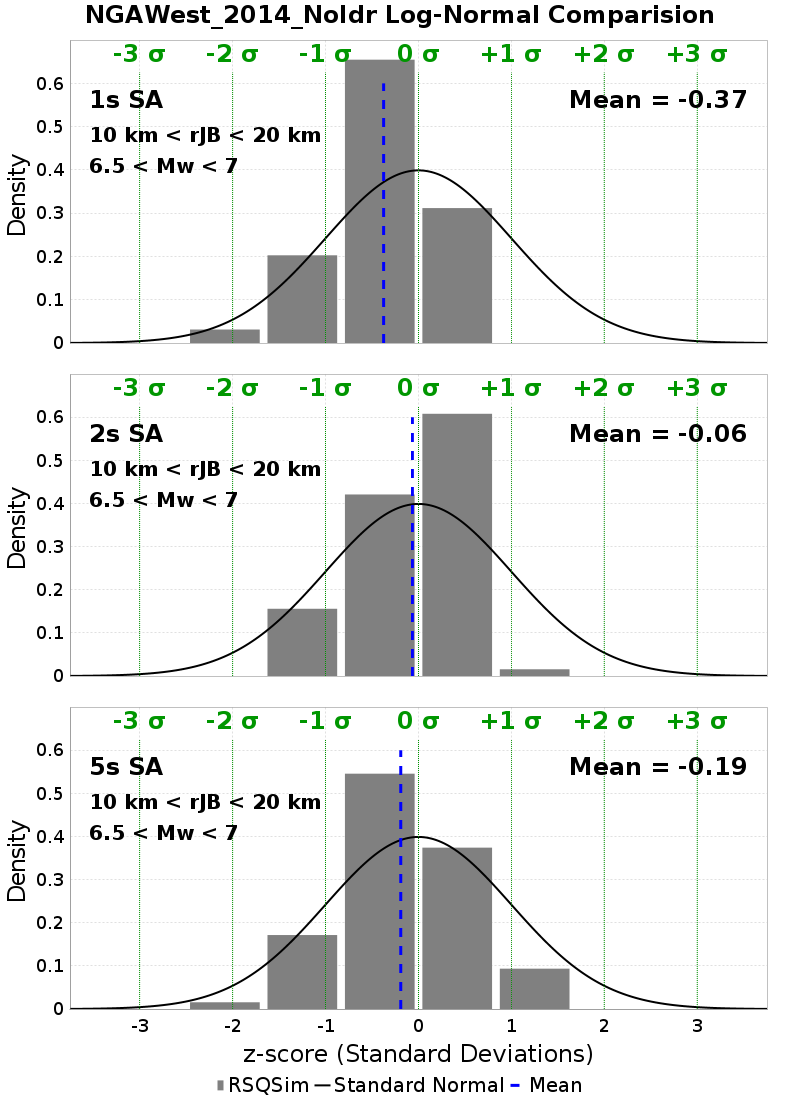 NGAWest_2014_NoIdr Log-Normal Comparision
-3 σ -2 σ -1 σ 0 σ +1 σ +2 σ +3 σ
1s SA
Mean = -0.37
10 km < rJB < 20 km
6.5 < Mw < 7
Density
0.6
0.5
0.4
0.3
0.2
0.1
0
-3 σ -2 σ -1 σ 0 σ +1 σ +2 σ +3 σ
2s SA
Mean = -0.06
10 km < rJB < 20 km
6.5 < Mw < 7
Density
0.6
0.5
0.4
0.3
0.2
0.1
0
-3 σ -2 σ -1 σ 0 σ +1 σ +2 σ +3 σ
5s SA
Mean = -0.19
10 km < rJB < 20 km
6.5 < Mw < 7
Density
0.6
0.5
0.4
0.3
0.2
0.1
0
-3 -2 -1 0 1 2 3
z-score (Standard Deviations)
RSQSim Standard Normal Mean